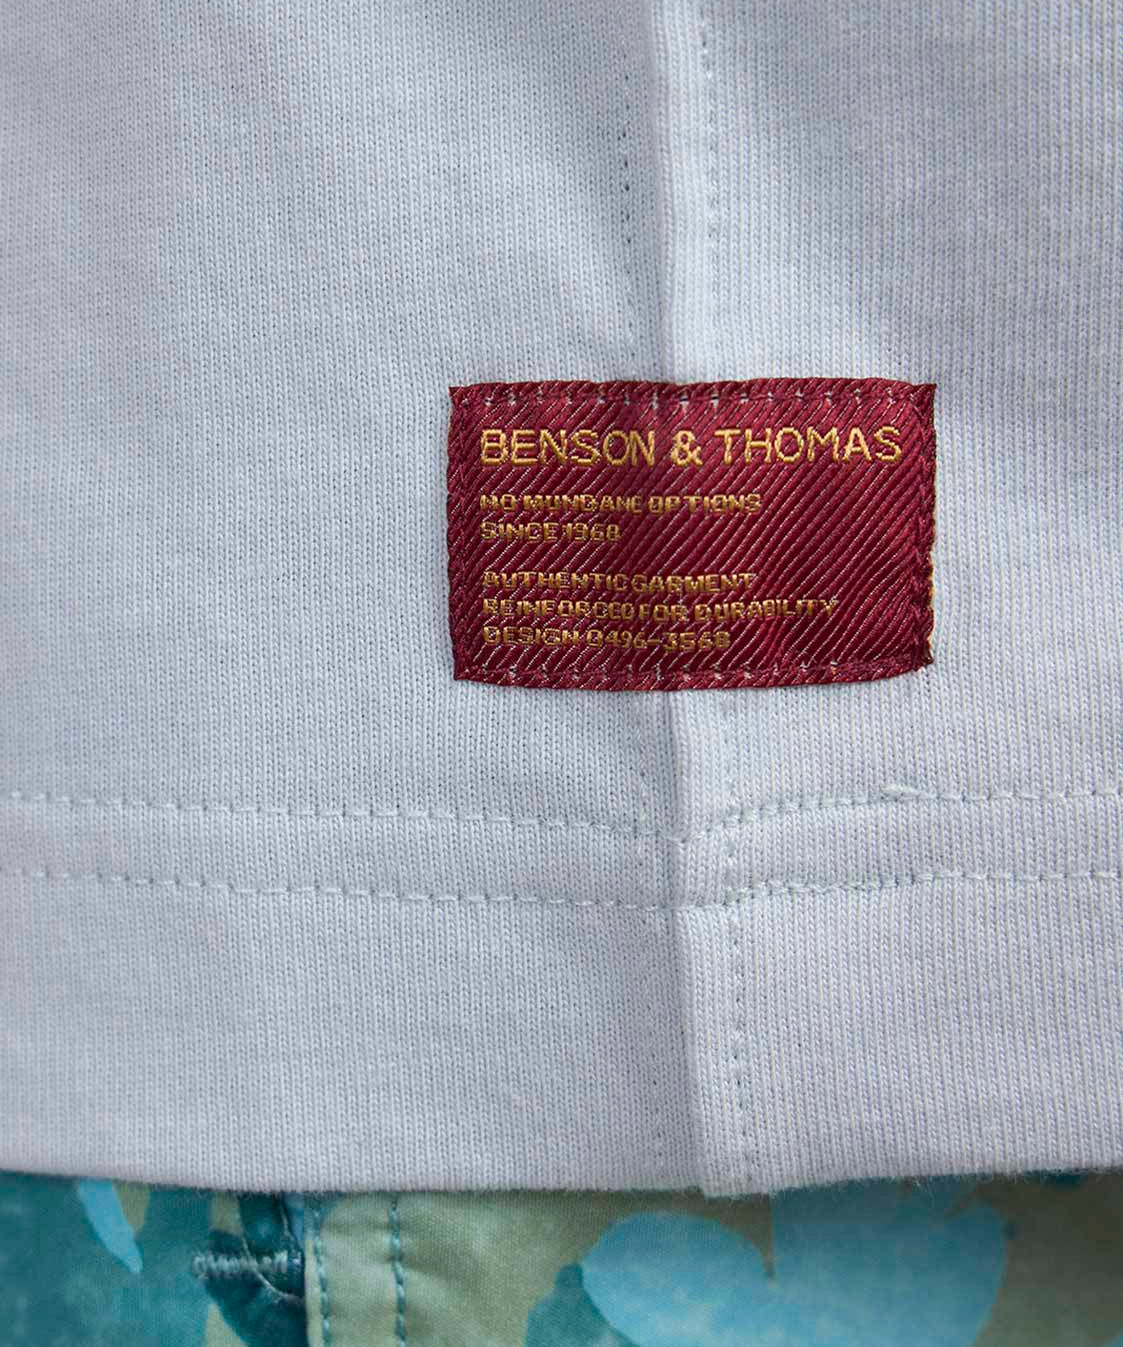 BENSON & THOMAS
NO MUNDANE OPTIONS
SINCE 1968
AUTHENTIC GARMENT
REINFORCED FOR DURABILITY
DESIGN 0496-3568